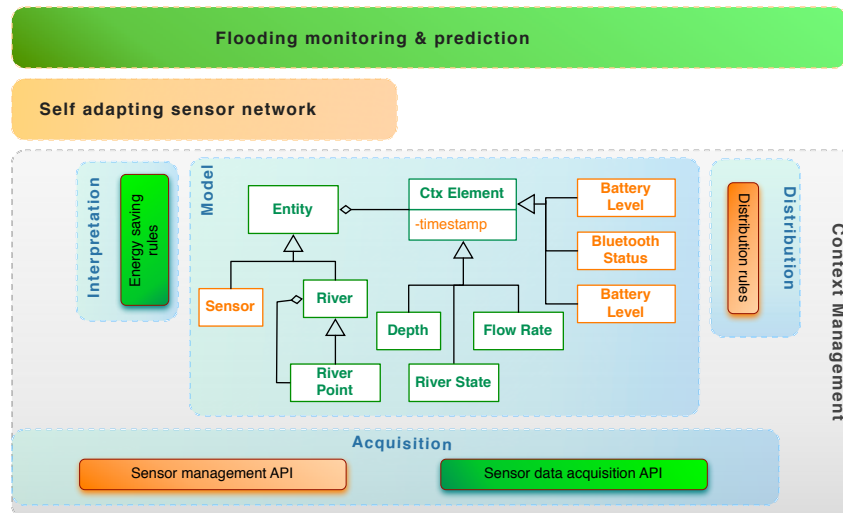 Flooding monitoring & prediction
Self adapting sensor network
Interpretation
Energy saving
rules
Model
Entity
Ctx Element
-timestamp
Battery
Level
Bluetooth
Status
Battery
Level
Sensor
River
Depth
Flow Rate
River
Point
River State
Distribution rules
Distribution
Context Management
Acquisition
Sensor management API
Sensor data acquisition API